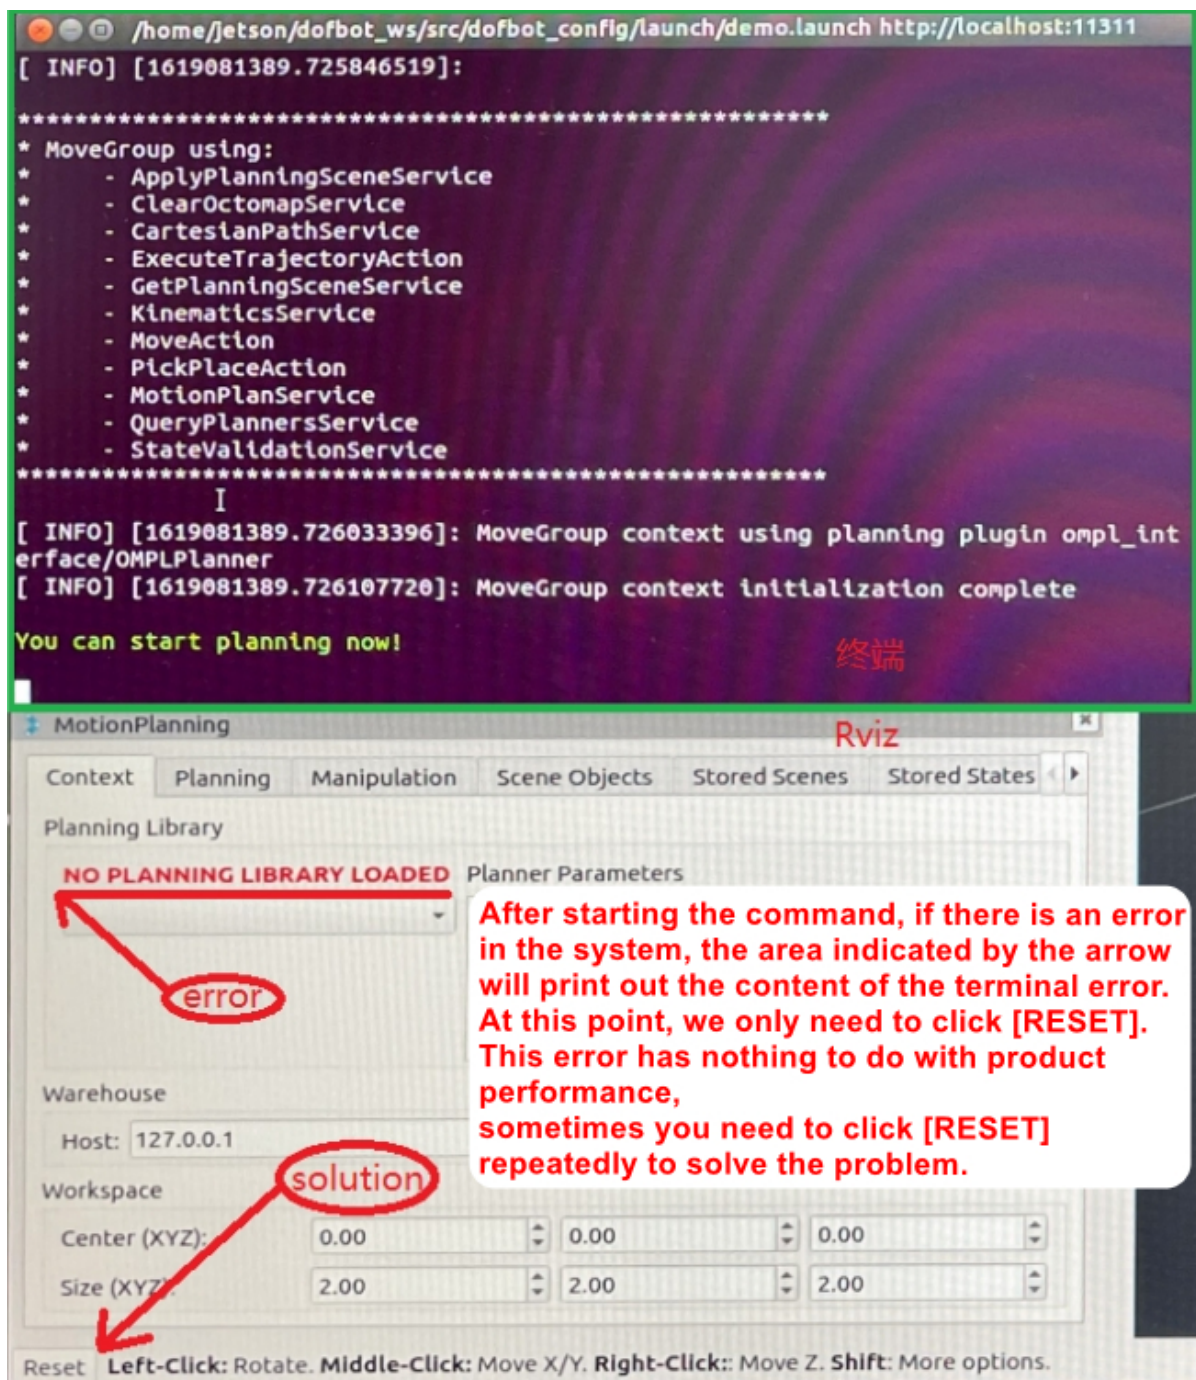 /home/jetson/dofbot_ws/src/dofbot_config/launch/demo.launch http://localhost:11311
[ INFO] [1619081389.725846519]:
********************************************************
* MoveGroup using:
*     - ApplyPlanningSceneService
*     - ClearOctomapService
*     - CartesianPathService
*     - ExecuteTrajectoryAction
*     - GetPlanningSceneService
*     - KinematicsService
*     - MoveAction
*     - PickPlaceAction
*     - MotionPlanService
*     - QueryPlannersService
*     - StateValidationService
********************************************************
[ INFO] [1619081389.726033396]: MoveGroup context using planning plugin ompl_int
erface/OMPLPlanner
[ INFO] [1619081389.726107720]: MoveGroup context initialization complete
You can start planning now!
终端
MotionPlanning
Rviz
Context Planning Manipulation Scene Objects Stored Scenes Stored States
Planning Library
NO PLANNING LIBRARY LOADED Planner Parameters
After starting the command, if there is an error
in the system, the area indicated by the arrow
will print out the content of the terminal error.
At this point, we only need to click [RESET].
This error has nothing to do with product
performance,
sometimes you need to click [RESET]
repeatedly to solve the problem.
error
Warehouse
Host: 127.0.0.1
solution
Workspace
Center (XYZ): 0.00 0.00 0.00
Size (XYZ): 2.00 2.00 2.00
Reset Left-Click: Rotate. Middle-Click: Move X/Y. Right-Click:: Move Z. Shift: More options.